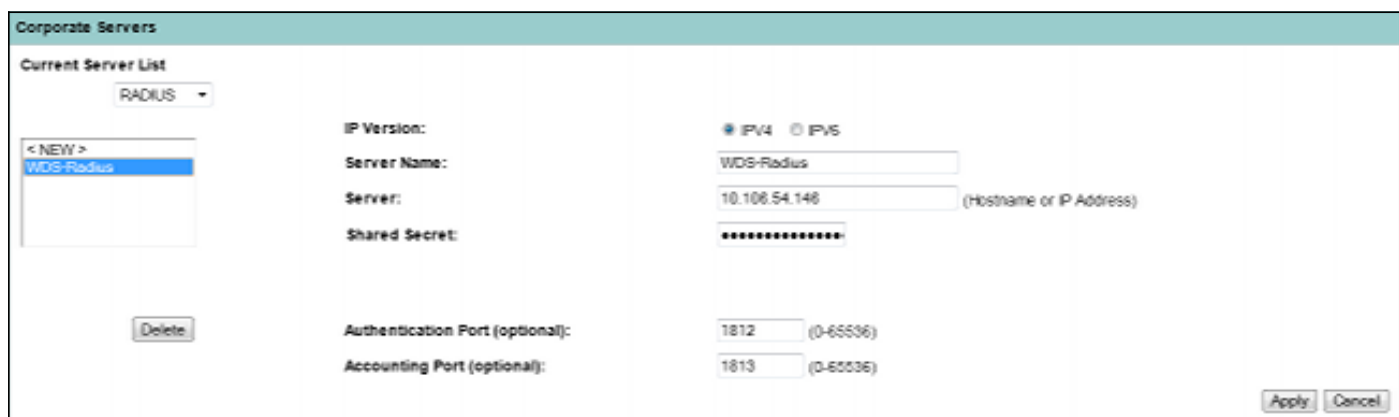 Corporate Servers
Current Server List
RADIUS
< NEW >
WDS-Radius
Delete
IP Version: IPV4 IPV6
Server Name: WDS-Radius
Server: 10.106.54.146 (Hostname or IP Address)
Shared Secret: ••••••••••••••
Authentication Port (optional): 1812 (0-65536)
Accounting Port (optional): 1813 (0-65536)
Apply Cancel